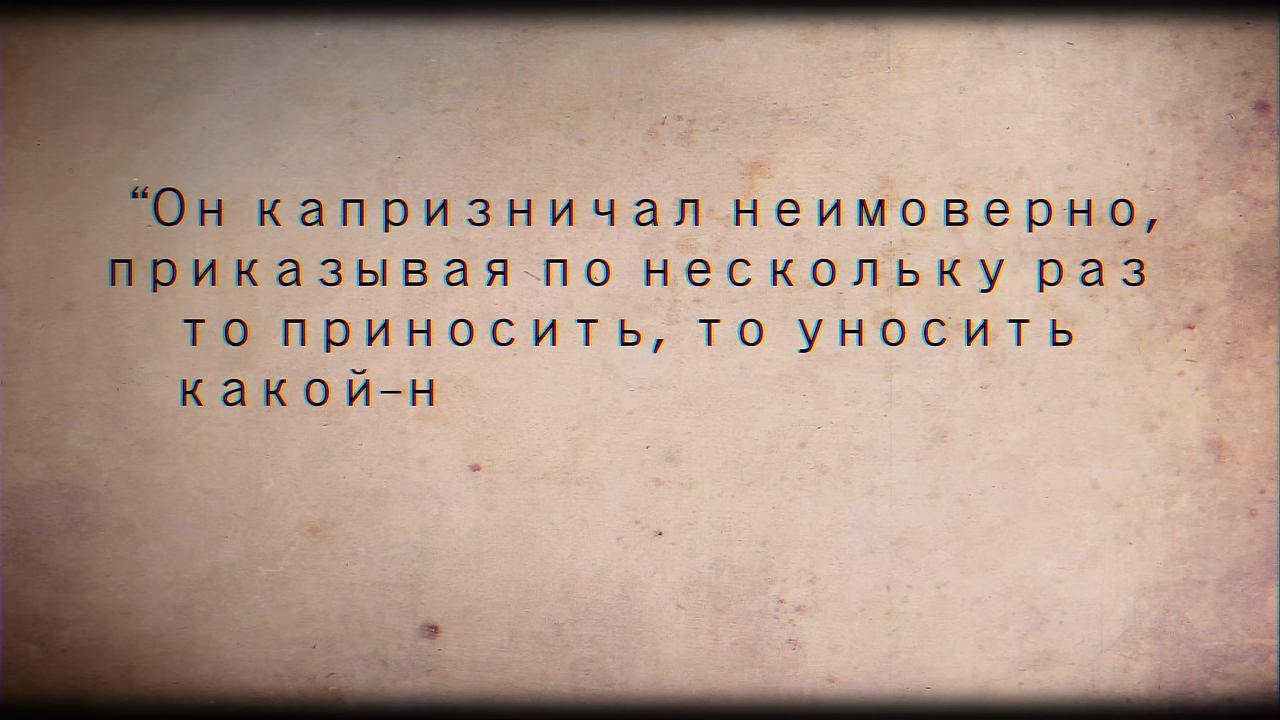 “Он капризничал неимоверно,
приказывая по нескольку раз
то приносить, то уносить
какой-н